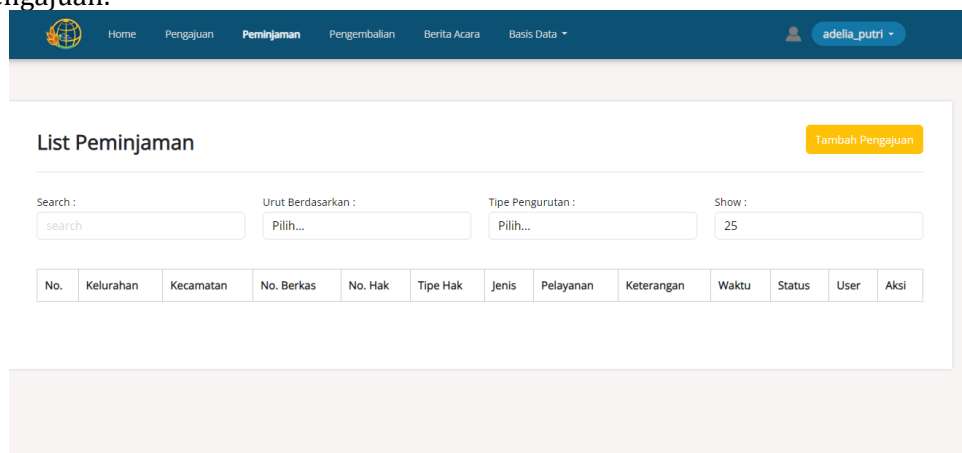 Home Pengajuan Peminjaman Pengembalian Berita Acara Basis Data adelia_putri
List Peminjaman Tambah Pengajuan
Search : Urut Berdasarkan : Tipe Pengurutan : Show :
search Pilih... Pilih... 25
No. Kelurahan Kecamatan No. Berkas No. Hak Tipe Hak Jenis Pelayanan Keterangan Waktu Status User Aksi